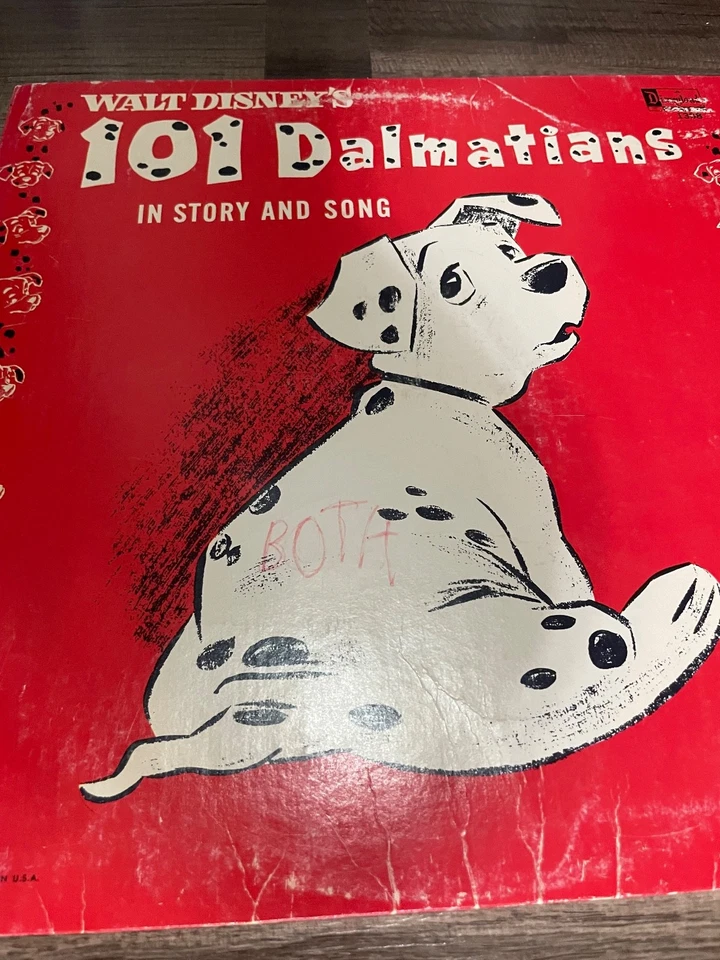 WALT DISNEY'S
101 Dalmatians
IN STORY AND SONG
BOTA
U.S.A.